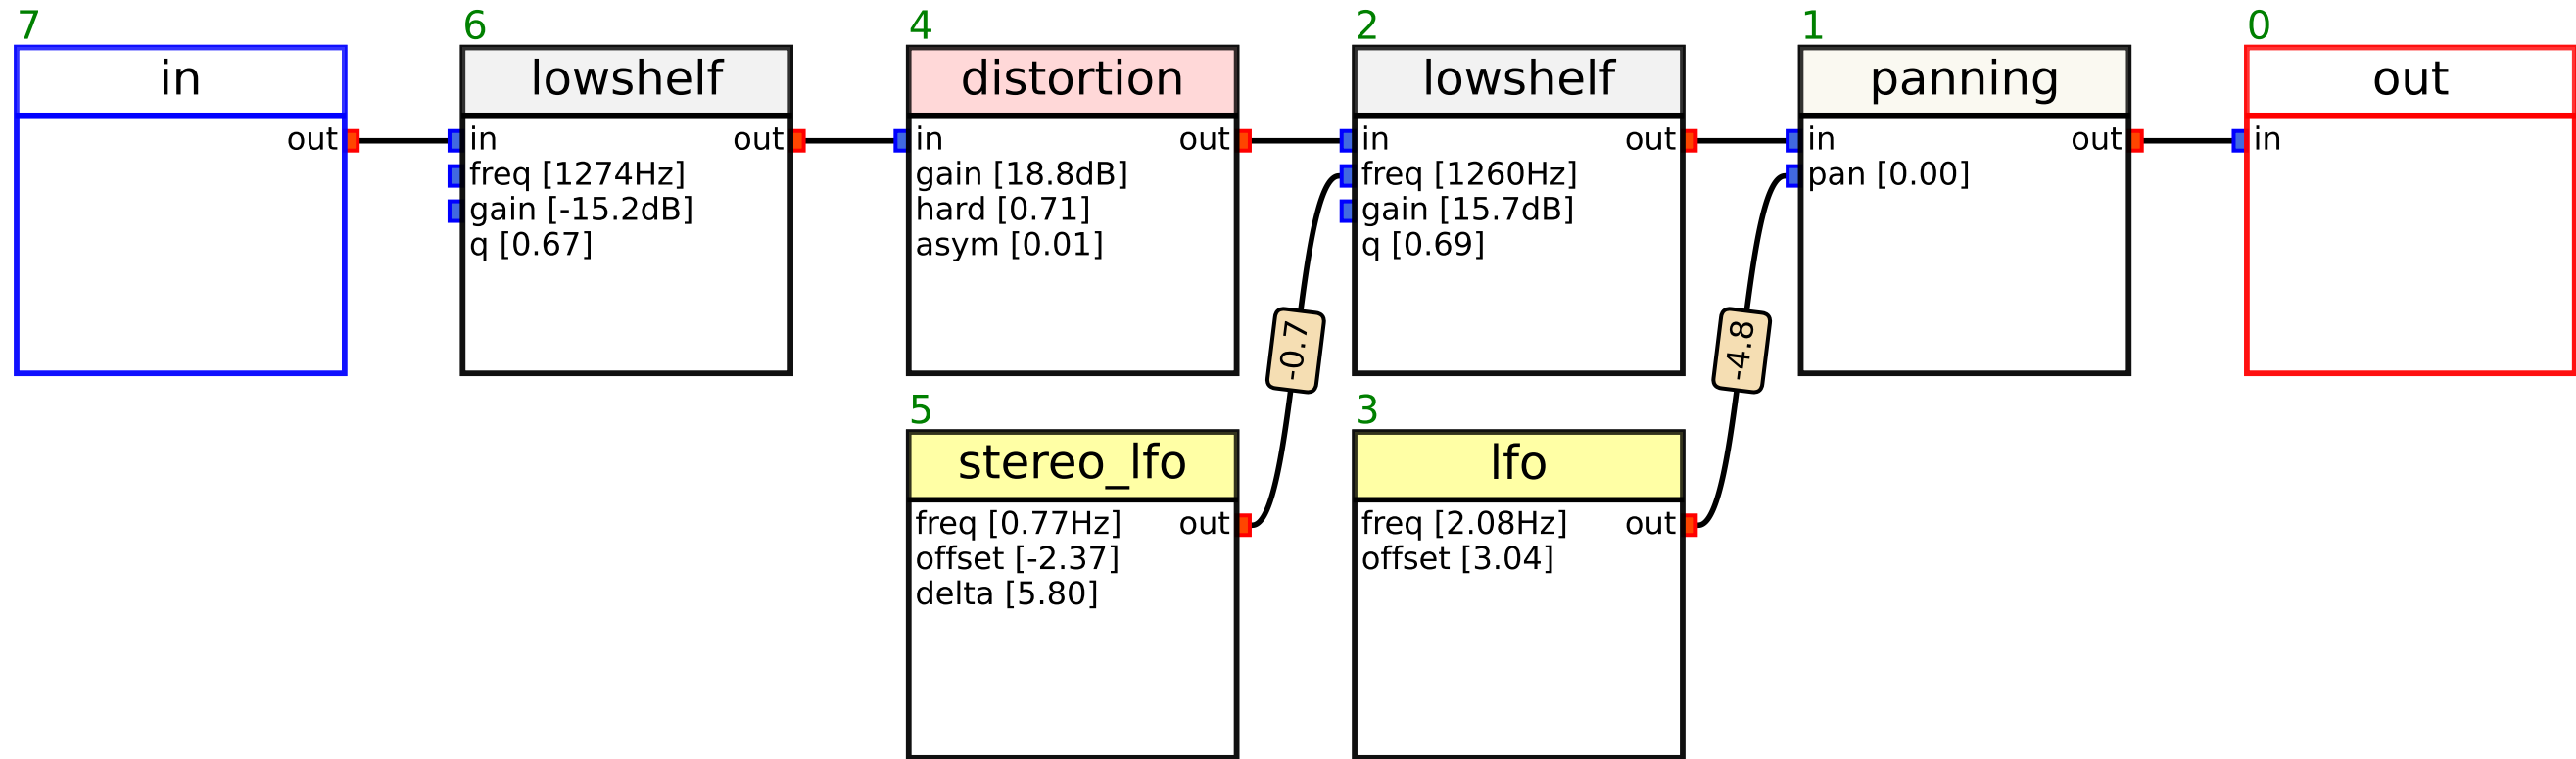 7
in
out
6
lowshelf
in out
freq [1274Hz]
gain [-15.2dB]
q [0.67]
4
distortion
in out
gain [18.8dB]
hard [0.71]
asym [0.01]
2
lowshelf
in out
freq [1260Hz]
gain [15.7dB]
q [0.69]
1
panning
in out
pan [0.00]
0
out
in
-0.7
-4.8
5
stereo_lfo
freq [0.77Hz] out
offset [-2.37]
delta [5.80]
3
lfo
freq [2.08Hz] out
offset [3.04]